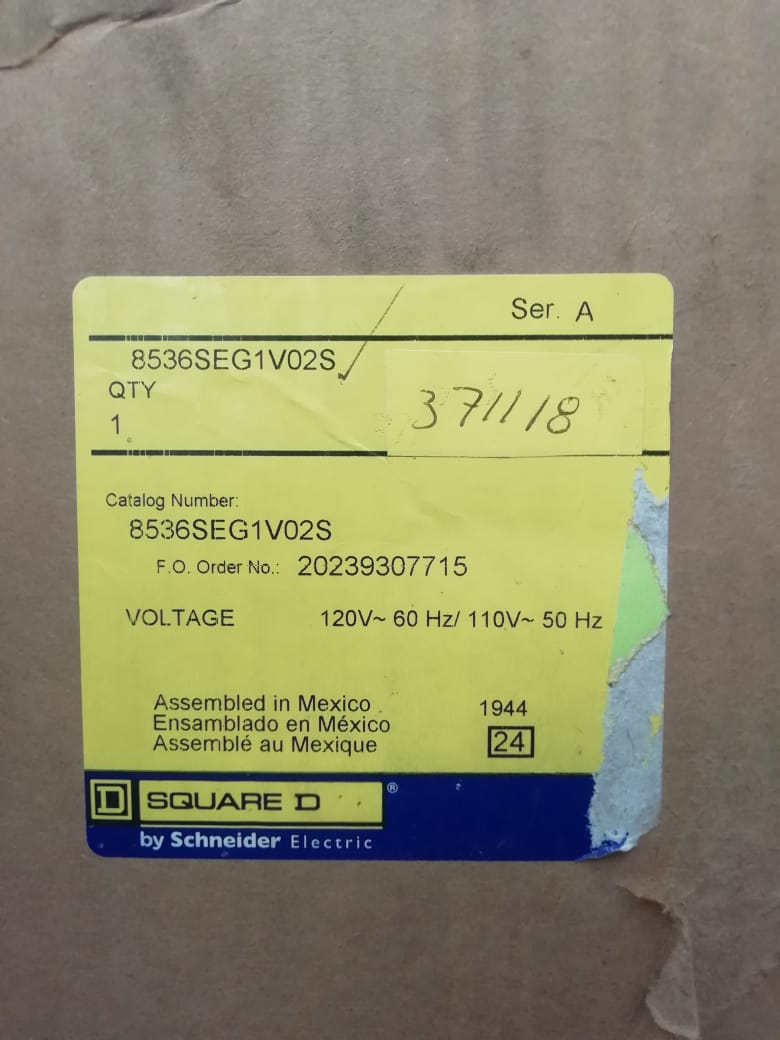 Ser. A
8536SEG1V02S
QTY
1
371118
Catalog Number:
8536SEG1V02S
F.O. Order No.: 20239307715
VOLTAGE 120V~ 60 Hz/ 110V~ 50 Hz
Assembled in Mexico
Ensamblado en México
Assemblé au Mexique
1944
24
D SQUARE D ®
by Schneider Electric